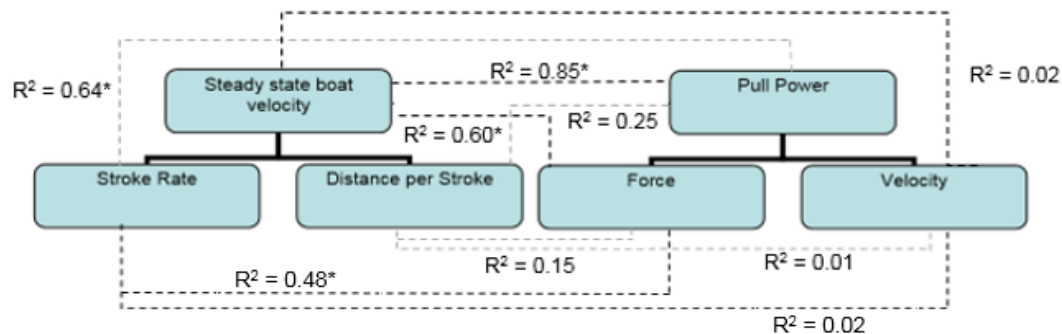 R² = 0.85*
Steady state boat
velocity
Pull Power
R² = 0.02
R² = 0.64*
R² = 0.60*
R² = 0.25
Stroke Rate
Distance per Stroke
Force
Velocity
R² = 0.15
R² = 0.01
R² = 0.48*
R² = 0.02